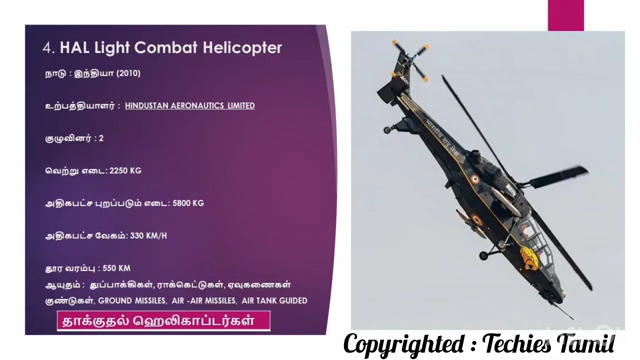 4. HAL Light Combat Helicopter
நாடு : இந்தியா (2010)
உற்பத்தியாளர் : HINDUSTAN AERONAUTICS LIMITED
குழுவினர் : 2
வெற்று எடை: 2250 KG
அதிகபட்ச புறப்படும் எடை: 5800 KG
அதிகபட்ச வேகம்: 330 KM/H
தூர வரம்பு : 550 KM
ஆயுதம் : துப்பாக்கிகள், ராக்கெட்டுகள், ஏவுகணைகள்
குண்டுகள், GROUND MISSILES, AIR -AIR MISSILES, AIR TANK GUIDED
தாக்குதல் ஹெலிகாப்டர்கள்
भारतीय वायु सेना
Copyrighted : Techies Tamil